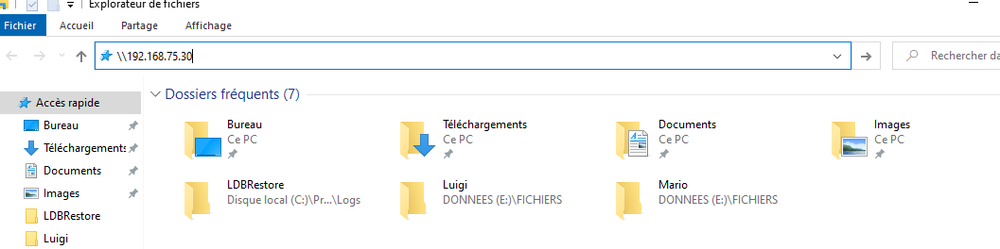 Explorateur de fichiers
Fichier Accueil Partage Affichage
\\192.168.75.30
Rechercher da
Accès rapide
Bureau
Téléchargements
Documents
Images
LDBRestore
Luigi
Dossiers fréquents (7)
Bureau
Ce PC
Téléchargements
Ce PC
Documents
Ce PC
Images
Ce PC
LDBRestore
Disque local (C:)\Pr...\Logs
Luigi
DONNEES (E:)\FICHIERS
Mario
DONNEES (E:)\FICHIERS